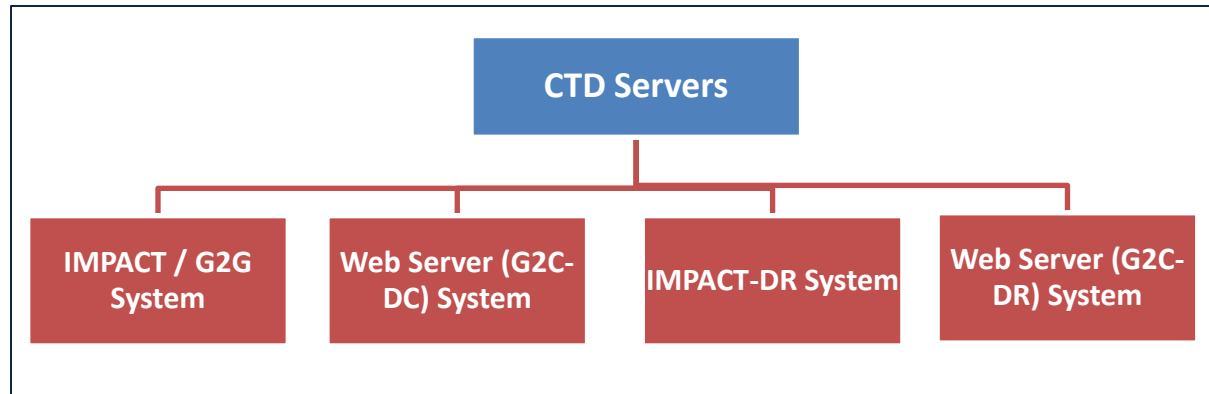 CTD Servers
IMPACT / G2G
System
Web Server (G2C-
DC) System
IMPACT-DR System
Web Server (G2C-
DR) System